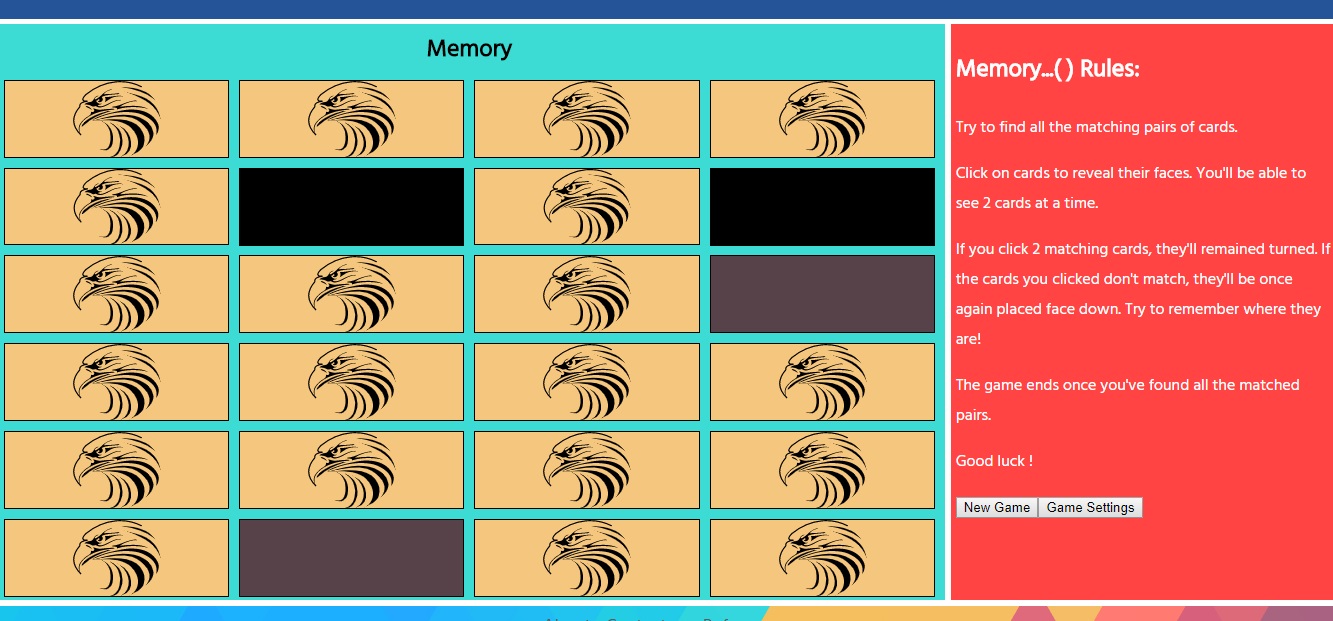 Memory
Memory...( ) Rules:
Try to find all the matching pairs of cards.
Click on cards to reveal their faces. You'll be able to
see 2 cards at a time.
If you click 2 matching cards, they'll remained turned. If
the cards you clicked don't match, they'll be once
again placed face down. Try to remember where they
are!
The game ends once you've found all the matched
pairs.
Good luck !
New Game
Game Settings